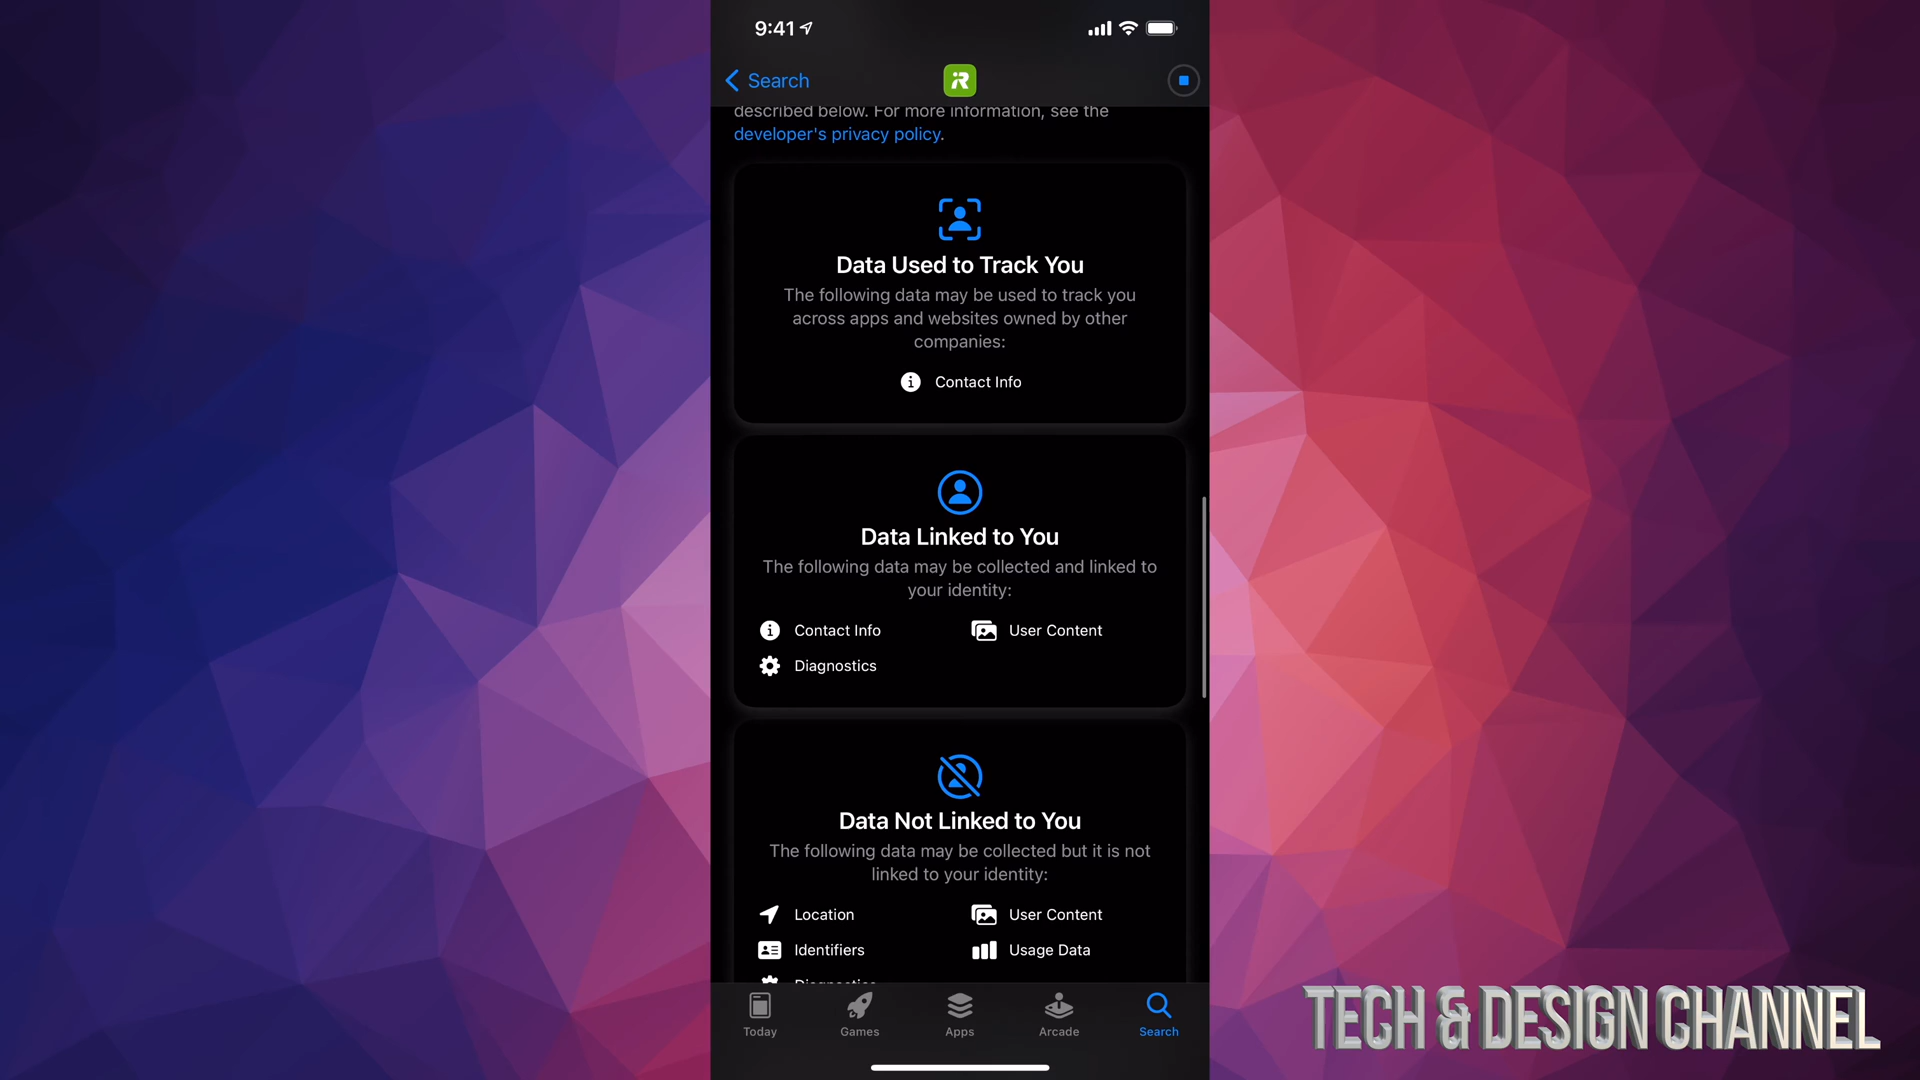 9:41
Search
iR
described below. For more information, see the
developer's privacy policy.
Data Used to Track You
The following data may be used to track you
across apps and websites owned by other
companies:
Contact Info
Data Linked to You
The following data may be collected and linked to
your identity:
Contact Info
User Content
Diagnostics
Data Not Linked to You
The following data may be collected but it is not
linked to your identity:
Location
User Content
Identifiers
Usage Data
Diagnostics
Today
Games
Apps
Arcade
Search
TECH & DESIGN CHANNEL